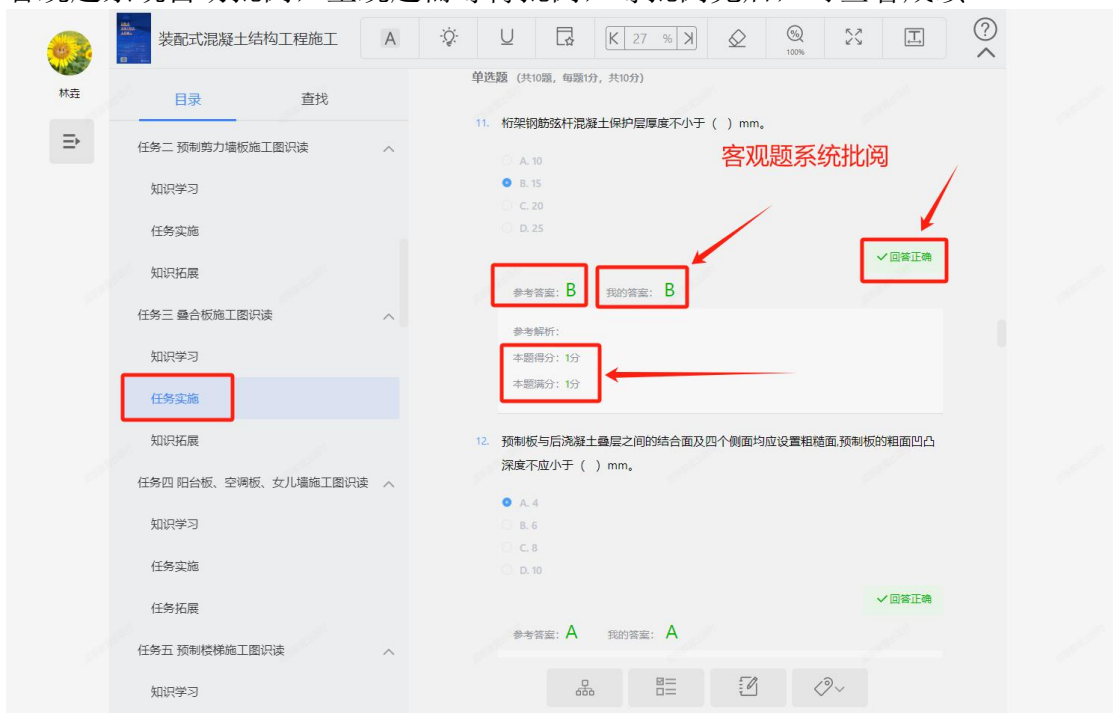 装配式混凝土结构工程施工
A
27 %
100%
林垚
目录 查找
任务二 预制剪力墙板施工图识读
知识学习
任务实施
知识拓展
任务三 叠合板施工图识读
知识学习
任务实施
知识拓展
任务四 阳台板、空调板、女儿墙施工图识读
知识学习
任务实施
任务拓展
任务五 预制楼梯施工图识读
知识学习
单选题 (共10题, 每题1分, 共10分)
11. 桁架钢筋弦杆混凝土保护层厚度不小于 ( ) mm。
A. 10
B. 15
C. 20
D. 25
客观题系统批阅
回答正确
参考答案: B 我的答案: B
参考解析:
本题得分: 1分
本题满分: 1分
12. 预制板与后浇凝土叠层之间的结合面及四个侧面均应设置粗糙面,预制板的粗面凹凸
深度不应小于 ( ) mm。
A. 4
B. 6
C. 8
D. 10
回答正确
参考答案: A 我的答案: A